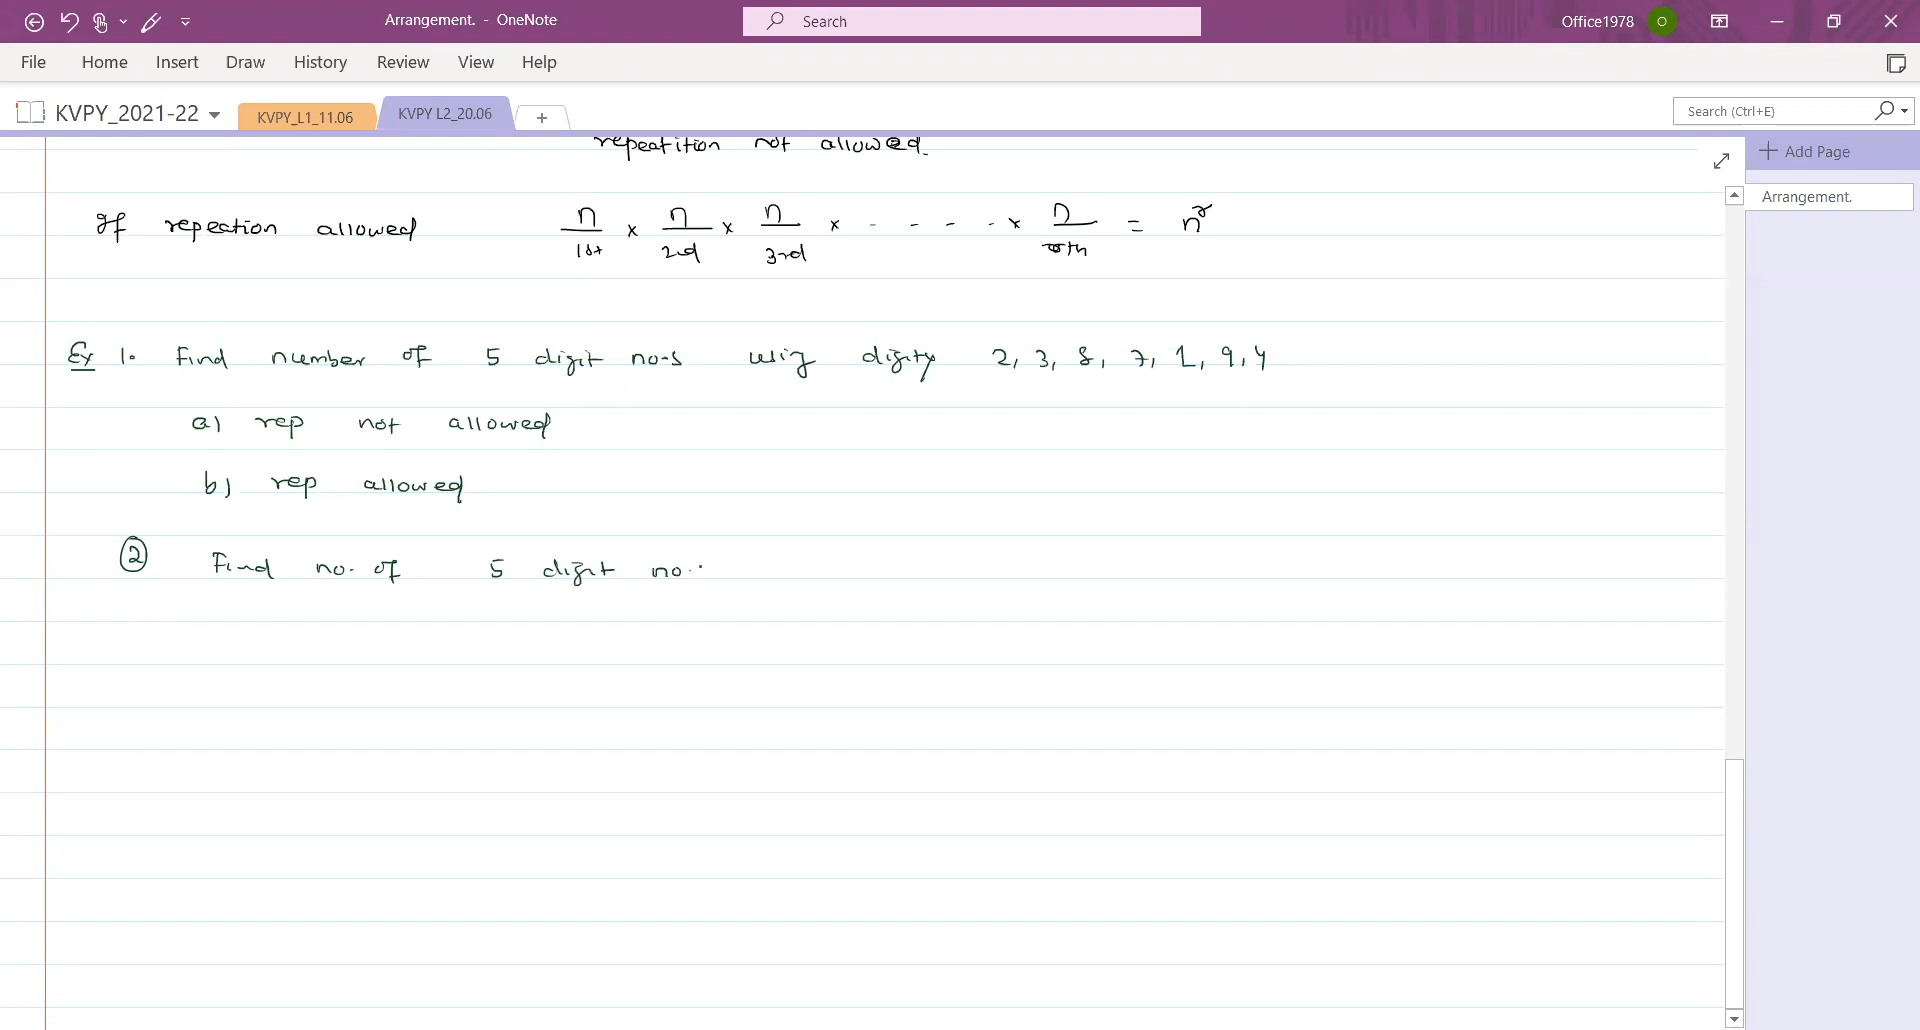 Arrangement. - OneNote
Search
Office1978
O
File Home Insert Draw History Review View Help
KVPY_2021-22
KVPY_L1_11.06
KVPY L2_20.06
+
Search (Ctrl+E)
Add Page
Arrangement.
repeatition not allowed.
If repeation allowed n/1st × n/2nd × n/3rd × - - - - - × n/rth = n^r
Ex 1. Find number of 5 digit no.s using digits 2, 3, 8, 7, 1, 9, 4
a) rep not allowed
b) rep allowed
② Find no. of 5 digit no.